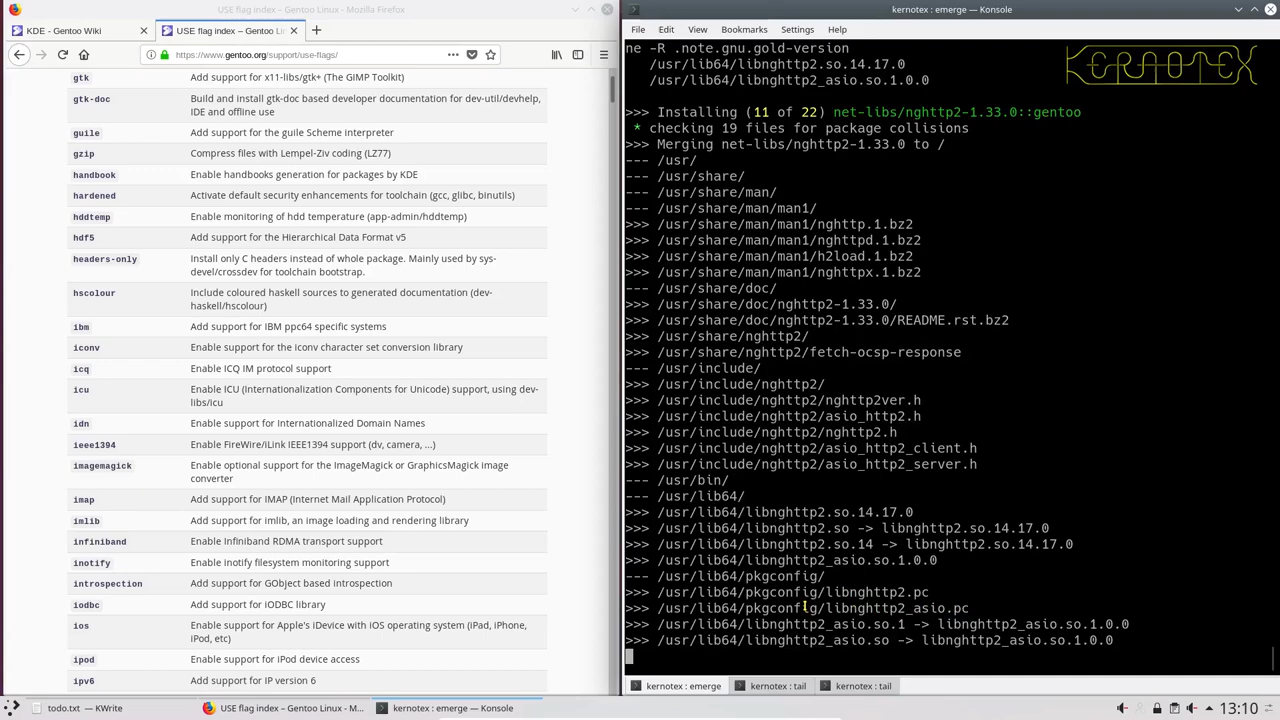 USE flag index – Gentoo Linux - Mozilla Firefox
KDE - Gentoo Wiki
USE flag index – Gentoo Li
https://www.gentoo.org/support/use-flags/
gtk Add support for x11-libs/gtk+ (The GIMP Toolkit)
gtk-doc Build and install gtk-doc based developer documentation for dev-util/devhelp,
IDE and offline use
guile Add support for the guile Scheme interpreter
gzip Compress files with Lempel-Ziv coding (LZ77)
handbook Enable handbooks generation for packages by KDE
hardened Activate default security enhancements for toolchain (gcc, glibc, binutils)
hddtemp Enable monitoring of hdd temperature (app-admin/hddtemp)
hdf5 Add support for the Hierarchical Data Format v5
headers-only Install only C headers instead of whole package. Mainly used by sys-
devel/crossdev for toolchain bootstrap.
hscolour Include coloured haskell sources to generated documentation (dev-
haskell/hscolour)
ibm Add support for IBM ppc64 specific systems
iconv Enable support for the iconv character set conversion library
icq Enable ICQ IM protocol support
icu Enable ICU (Internationalization Components for Unicode) support, using dev-
libs/icu
idn Enable support for Internationalized Domain Names
ieee1394 Enable FireWire/iLink IEEE1394 support (dv, camera, ...)
imagemagick Enable optional support for the ImageMagick or GraphicsMagick image
converter
imap Add support for IMAP (Internet Mail Application Protocol)
imlib Add support for imlib, an image loading and rendering library
infiniband Enable Infiniband RDMA transport support
inotify Enable inotify filesystem monitoring support
introspection Add support for GObject based introspection
iodbc Add support for iODBC library
ios Enable support for Apple's iDevice with iOS operating system (iPad, iPhone,
iPod, etc)
ipod Enable support for iPod device access
ipv6 Add support for IP version 6
kernotex : emerge — Konsole
File Edit View Bookmarks Settings Help
KERNOTEX
ne -R .note.gnu.gold-version
/usr/lib64/libnghttp2.so.14.17.0
/usr/lib64/libnghttp2_asio.so.1.0.0
>>> Installing (11 of 22) net-libs/nghttp2-1.33.0::gentoo
* checking 19 files for package collisions
>>> Merging net-libs/nghttp2-1.33.0 to /
--- /usr/
--- /usr/share/
--- /usr/share/man/
--- /usr/share/man/man1/
>>> /usr/share/man/man1/nghttp.1.bz2
>>> /usr/share/man/man1/nghttpd.1.bz2
>>> /usr/share/man/man1/h2load.1.bz2
>>> /usr/share/man/man1/nghttpx.1.bz2
--- /usr/share/doc/
>>> /usr/share/doc/nghttp2-1.33.0/
>>> /usr/share/doc/nghttp2-1.33.0/README.rst.bz2
>>> /usr/share/nghttp2/
>>> /usr/share/nghttp2/fetch-ocsp-response
--- /usr/include/
>>> /usr/include/nghttp2/
>>> /usr/include/nghttp2/nghttp2ver.h
>>> /usr/include/nghttp2/asio_http2.h
>>> /usr/include/nghttp2/nghttp2.h
>>> /usr/include/nghttp2/asio_http2_client.h
>>> /usr/include/nghttp2/asio_http2_server.h
--- /usr/bin/
--- /usr/lib64/
>>> /usr/lib64/libnghttp2.so.14.17.0
>>> /usr/lib64/libnghttp2.so -> libnghttp2.so.14.17.0
>>> /usr/lib64/libnghttp2.so.14 -> libnghttp2.so.14.17.0
>>> /usr/lib64/libnghttp2_asio.so.1.0.0
--- /usr/lib64/pkgconfig/
>>> /usr/lib64/pkgconfig/libnghttp2.pc
>>> /usr/lib64/pkgconfig/libnghttp2_asio.pc
>>> /usr/lib64/libnghttp2_asio.so.1 -> libnghttp2_asio.so.1.0.0
>>> /usr/lib64/libnghttp2_asio.so -> libnghttp2_asio.so.1.0.0
kernotex : emerge
kernotex : tail
kernotex : tail
todo.txt — KWrite
USE flag index – Gentoo Linux - M...
kernotex : emerge — Konsole
13:10